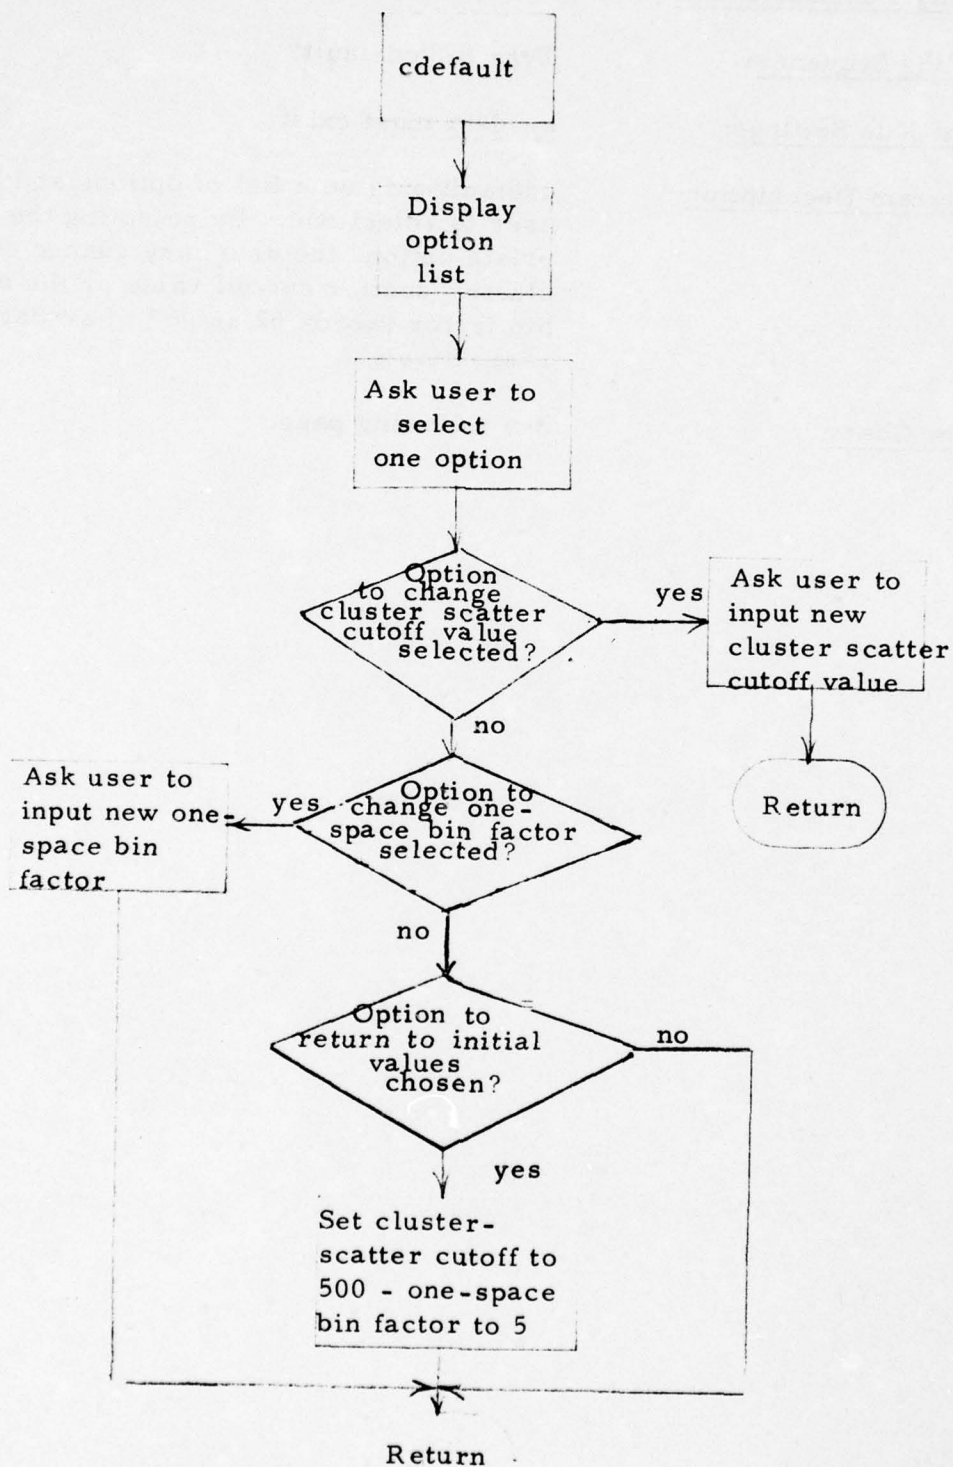 cdefault
Display
option
list
Ask user to
select
one option
Option
to change
cluster scatter
cutoff value
selected?
yes
Ask user to
input new
cluster scatter
cutoff value
no
Return
Ask user to
input new one-
space bin
factor
yes
Option to
change one-
space bin factor
selected?
no
Option to
return to initial
values
chosen?
no
yes
Set cluster-
scatter cutoff to
500 - one-space
bin factor to 5
Return